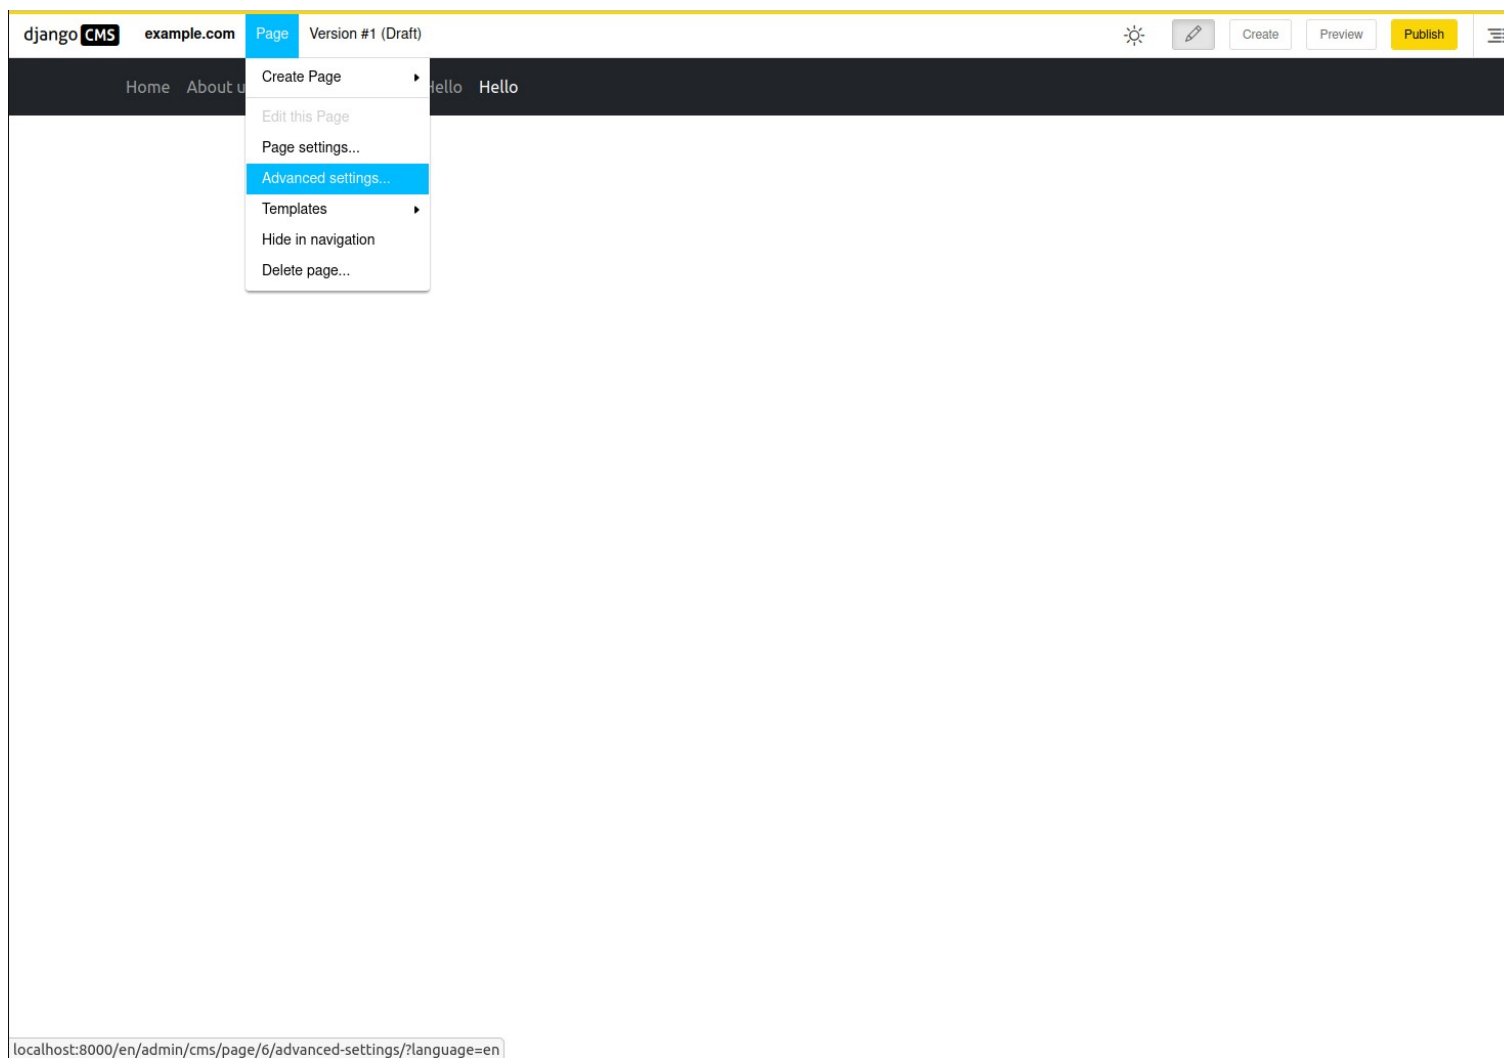 django CMS example.com Page Version #1 (Draft) Create Preview Publish
Home About Hello
Create Page
Edit this Page
Page settings...
Advanced settings...
Templates
Hide in navigation
Delete page...
localhost:8000/en/admin/cms/page/6/advanced-settings/?language=en